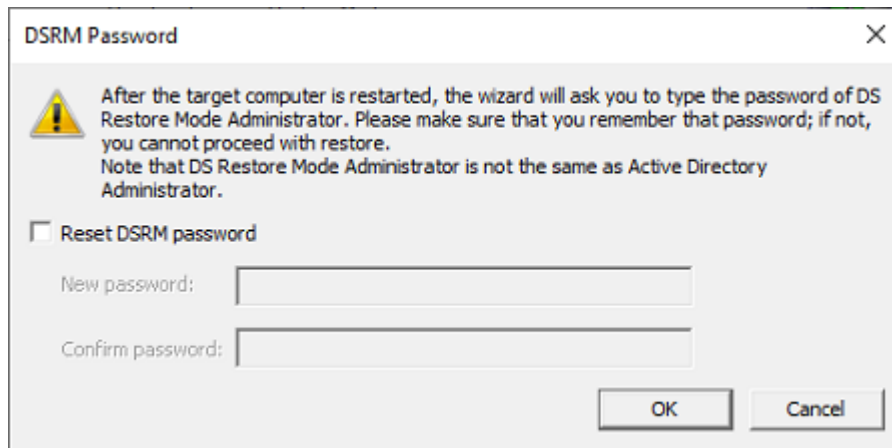 DSRM Password
After the target computer is restarted, the wizard will ask you to type the password of DS
Restore Mode Administrator. Please make sure that you remember that password; if not,
you cannot proceed with restore.
Note that DS Restore Mode Administrator is not the same as Active Directory
Administrator.
Reset DSRM password
New password:
Confirm password:
OK Cancel